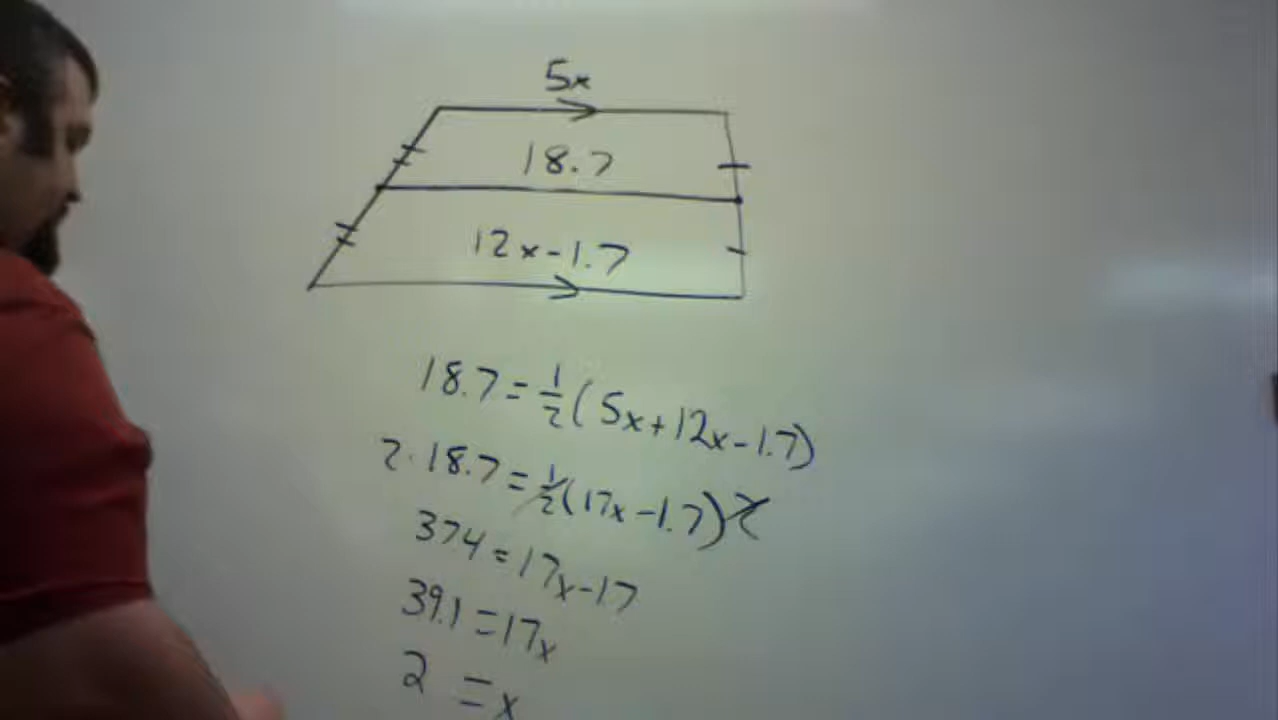 5x
18.7
12x-1.7
18.7=1/2(5x+12x-1.7)
2·18.7=1/2(17x-1.7)2
37.4=17x-1.7
39.1=17x
2=x